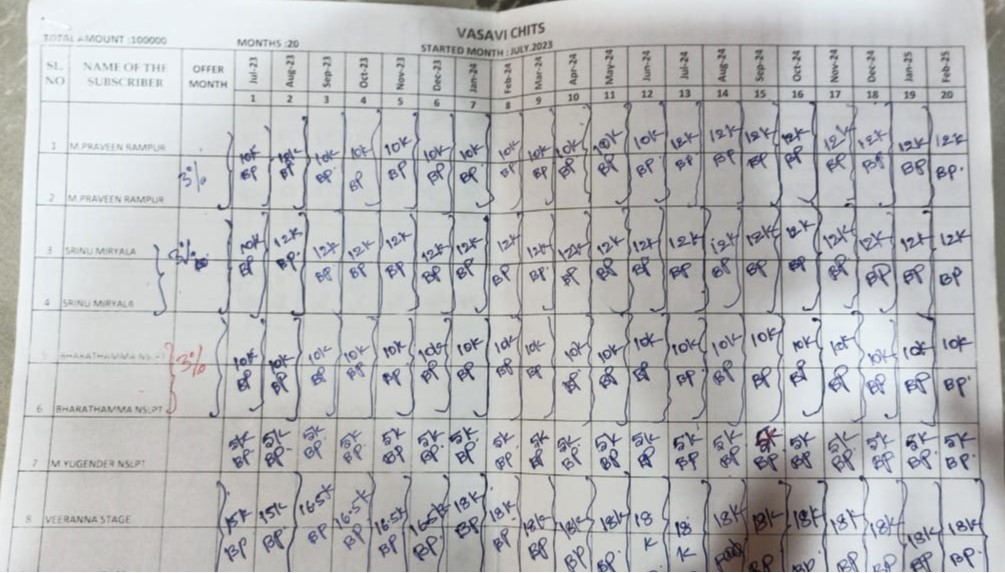 VASAVI CHITS
TOTAL AMOUNT :100000 MONTHS :20 STARTED MONTH : JULY.2023
SL. NO NAME OF THE SUBSCRIBER OFFER MONTH Jul-23 Aug-23 Sep-23 Oct-23 Nov-23 Dec-23 Jan-24 Feb-24 Mar-24 Apr-24 May-24 Jun-24 Jul-24 Aug-24 Sep-24 Oct-24 Nov-24 Dec-24 Jan-25 Feb-25
1 2 3 4 5 6 7 8 9 10 11 12 13 14 15 16 17 18 19 20
1 M.PRAVEEN RAMPUR 10K 10K 10K 10K 10K 10K 10K 10K 10K 10K 10K 10K 12K 12K 12K 12K 12K 12K 12K 12K
3% BP BP BP. BP BP BP BP BP BP BP BP BP. BP BP BP BP BP BP BP BP.
2 M.PRAVEEN RAMPUR
3 SRINU MIRYALA 3% 10K 12K 12K 12K 12K 12K 12K 12K 12K 12K 12K 12K 12K 12K 12K 12K 12K 12K 12K 12K
BP BP. BP BP BP BP BP BP BP. BP BP BP BP BP BP BP BP BP BP BP
4 SRINU MIRYALA
BHARATHAMMA 3% 10K 10K 10K 10K 10K 10K 10K 10K 10K 10K 10K 10K 10K 10K 10K 10K 10K 10K 10K 10K
BP BP BP BP BP BP BP BP BP BP BP BP BP BP BP BP BP BP BP BP
6 BHARATHAMMA NSLPT
7 M.YUGENDER NSLPT 5K 5K 5K 5K 5K 5K 5K 5K 5K 5K 5K 5K 5K 5K 5K 5K 5K 5K 5K 5K
BP. BP. BP. BP. BP BP. BP. BP BP BP. BP BP BP BP BP BP BP. BP. BP BP.
8 VEERANNA STAGE 15K 15K 16.5K 16.5K 16.5K 16.5K 18K 18K 18K 18K 18K 18K 18K 18K 18K 18K 18K 18K 18K 18K
BP BP. BP BP BP BP. BP BP. BP BP BP. BP BP. BP BP BP BP.